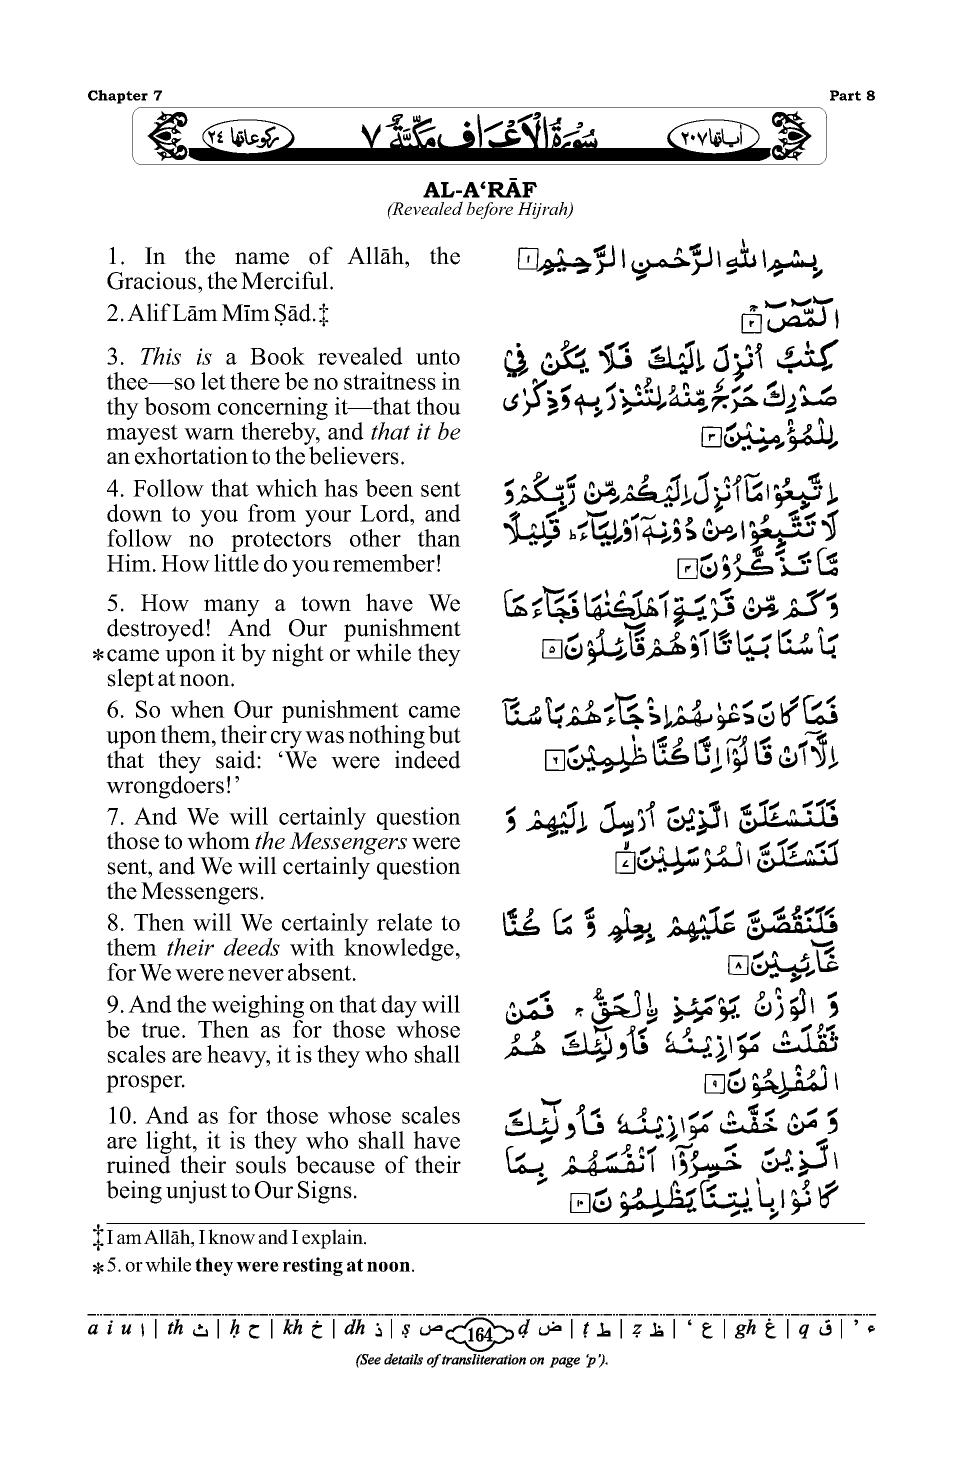 Chapter 7 Part 8
اٰیاتها ٢٠٧ سُوْرَةُ الْاَعْرَافِ مَكِّيَّةٌ ٧ رکوعاتها ٢٤
AL-A‘RĀF
(Revealed before Hijrah)
1. In the name of Allāh, the
Gracious, the Merciful.
2. Alif Lām Mīm Ṣād.‡
3. This is a Book revealed unto
thee—so let there be no straitness in
thy bosom concerning it—that thou
mayest warn thereby, and that it be
an exhortation to the believers.
4. Follow that which has been sent
down to you from your Lord, and
follow no protectors other than
Him. How little do you remember!
5. How many a town have We
destroyed! And Our punishment
*came upon it by night or while they
slept at noon.
6. So when Our punishment came
upon them, their cry was nothing but
that they said: ‘We were indeed
wrongdoers!’
7. And We will certainly question
those to whom the Messengers were
sent, and We will certainly question
the Messengers.
8. Then will We certainly relate to
them their deeds with knowledge,
for We were never absent.
9. And the weighing on that day will
be true. Then as for those whose
scales are heavy, it is they who shall
prosper.
10. And as for those whose scales
are light, it is they who shall have
ruined their souls because of their
being unjust to Our Signs.
بِسْمِ اللّٰهِ الرَّحْمٰنِ الرَّحِيْمِ ١
الٓمّٓصٓ ۚ ٢
كِتٰبٌ اُنْزِلَ اِلَيْكَ فَلَا يَكُنْ فِيْ
صَدْرِكَ حَرَجٌ مِّنْهُ لِتُنْذِرَ بِهٖ وَذِكْرٰى
لِلْمُؤْمِنِيْنَ ٣
اِتَّبِعُوْا مَاۤ اُنْزِلَ اِلَيْكُمْ مِّنْ رَّبِّكُمْ وَ
لَا تَتَّبِعُوْا مِنْ دُوْنِهٖۤ اَوْلِيَآءَ ؕ قَلِيْلًا
مَّا تَذَكَّرُوْنَ ٤
وَكَمْ مِّنْ قَرْيَةٍ اَهْلَكْنٰهَا فَجَآءَهَا
بَاْسُنَا بَيَاتًا اَوْ هُمْ قَآئِلُوْنَ ٥
فَمَا كَانَ دَعْوٰىهُمْ اِذْ جَآءَهُمْ بَاْسُنَاۤ
اِلَّاۤ اَنْ قَالُوْۤا اِنَّا كُنَّا ظٰلِمِيْنَ ٦
فَلَنَسْـَٔلَنَّ الَّذِيْنَ اُرْسِلَ اِلَيْهِمْ وَ
لَنَسْـَٔلَنَّ الْمُرْسَلِيْنَ ۙ ٧
فَلَنَقُصَّنَّ عَلَيْهِمْ بِعِلْمٍ وَّ مَا كُنَّا
غَآئِبِيْنَ ٨
وَ الْوَزْنُ يَوْمَئِذِ ِۨالْحَقُّ ۚ فَمَنْ
ثَقُلَتْ مَوَازِيْنُهٗ فَاُولٰٓئِكَ هُمُ
الْمُفْلِحُوْنَ ٩
وَ مَنْ خَفَّتْ مَوَازِيْنُهٗ فَاُولٰٓئِكَ
الَّذِيْنَ خَسِرُوْۤا اَنْفُسَهُمْ بِمَا
كَانُوْا بِاٰيٰتِنَا يَظْلِمُوْنَ ١٠
‡ I am Allāh, I know and I explain.
* 5. or while they were resting at noon.
a i u ا | th ث | ḥ ح | kh خ | dh ذ | ṣ ص 164 ḍ ض | ṭ ط | ẓ ظ | ‘ ع | gh غ | q ق | ’ ء
(See details of transliteration on page ‘p’).